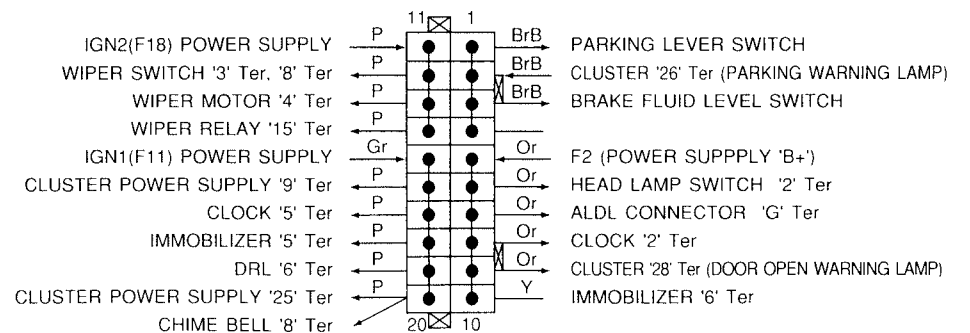 11 1
IGN2(F18) POWER SUPPLY P BrB PARKING LEVER SWITCH
WIPER SWITCH '3' Ter, '8' Ter P BrB CLUSTER '26' Ter (PARKING WARNING LAMP)
WIPER MOTOR '4' Ter P BrB BRAKE FLUID LEVEL SWITCH
WIPER RELAY '15' Ter P
IGN1(F11) POWER SUPPLY Gr Or F2 (POWER SUPPPLY 'B+')
CLUSTER POWER SUPPLY '9' Ter P Or HEAD LAMP SWITCH '2' Ter
CLOCK '5' Ter P Or ALDL CONNECTOR 'G' Ter
IMMOBILIZER '5' Ter P Or CLOCK '2' Ter
DRL '6' Ter P Or CLUSTER '28' Ter (DOOR OPEN WARNING LAMP)
CLUSTER POWER SUPPLY '25' Ter P Y IMMOBILIZER '6' Ter
CHIME BELL '8' Ter 20 10